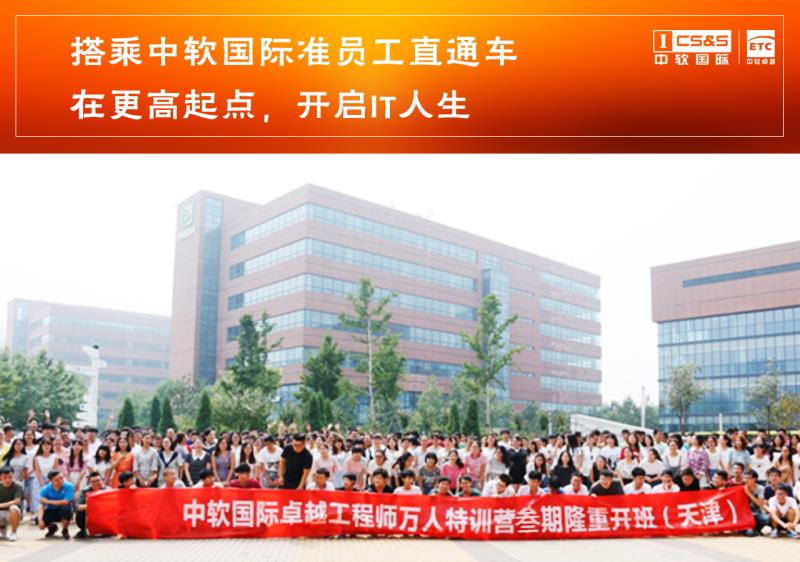 搭乘中软国际准员工直通车
在更高起点，开启IT人生
I CS&S
中软国际
ETC
中软卓越
中软国际卓越工程师万人特训营叁期隆重开班（天津）